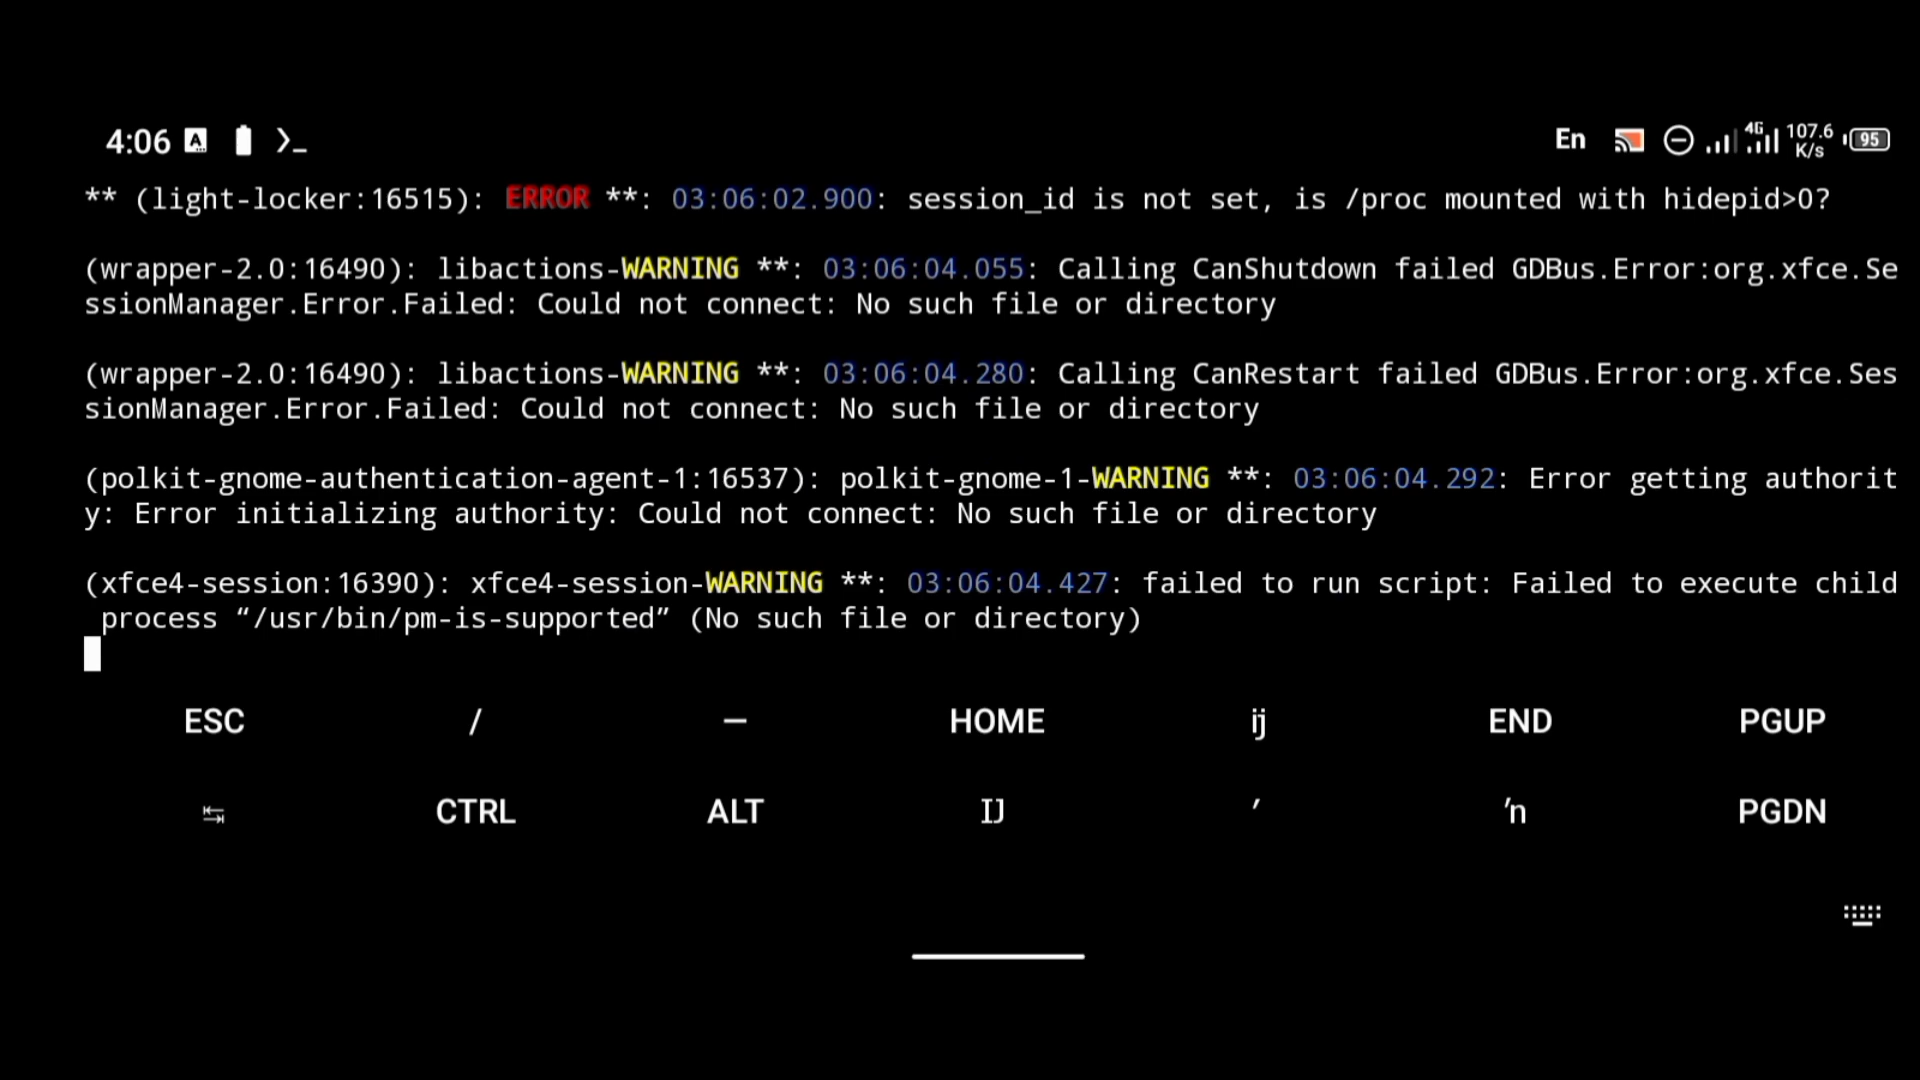 4:06 A >_ En 4G 107.6 K/s 95
** (light-locker:16515): ERROR **: 03:06:02.900: session_id is not set, is /proc mounted with hidepid>0?
(wrapper-2.0:16490): libactions-WARNING **: 03:06:04.055: Calling CanShutdown failed GDBus.Error:org.xfce.Se
ssionManager.Error.Failed: Could not connect: No such file or directory
(wrapper-2.0:16490): libactions-WARNING **: 03:06:04.280: Calling CanRestart failed GDBus.Error:org.xfce.Ses
sionManager.Error.Failed: Could not connect: No such file or directory
(polkit-gnome-authentication-agent-1:16537): polkit-gnome-1-WARNING **: 03:06:04.292: Error getting authorit
y: Error initializing authority: Could not connect: No such file or directory
(xfce4-session:16390): xfce4-session-WARNING **: 03:06:04.427: failed to run script: Failed to execute child
process “/usr/bin/pm-is-supported” (No such file or directory)
ESC / — HOME ĳ END PGUP
↹ CTRL ALT Ĳ ′ ŉ PGDN